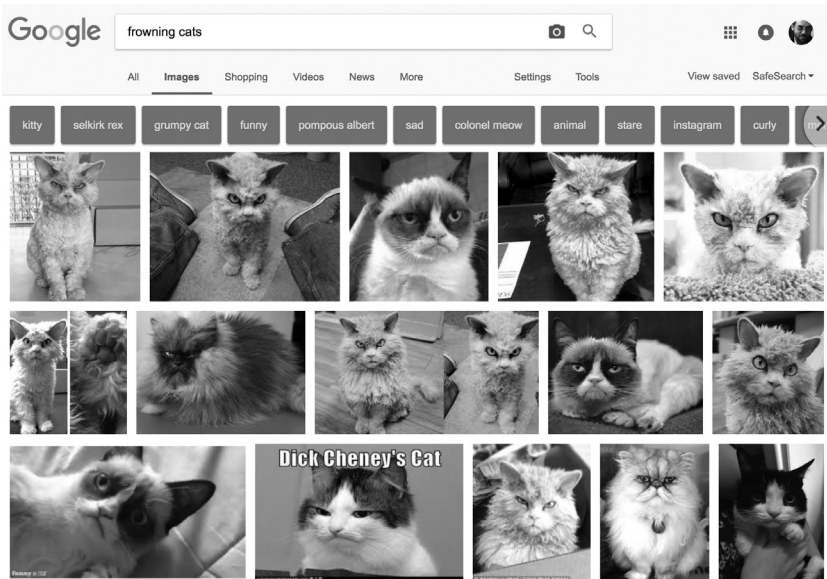 Google
frowning cats
All Images Shopping Videos News More Settings Tools View saved SafeSearch
kitty selkirk rex grumpy cat funny pompous albert sad colonel meow animal stare instagram curly
Dick Cheney's Cat